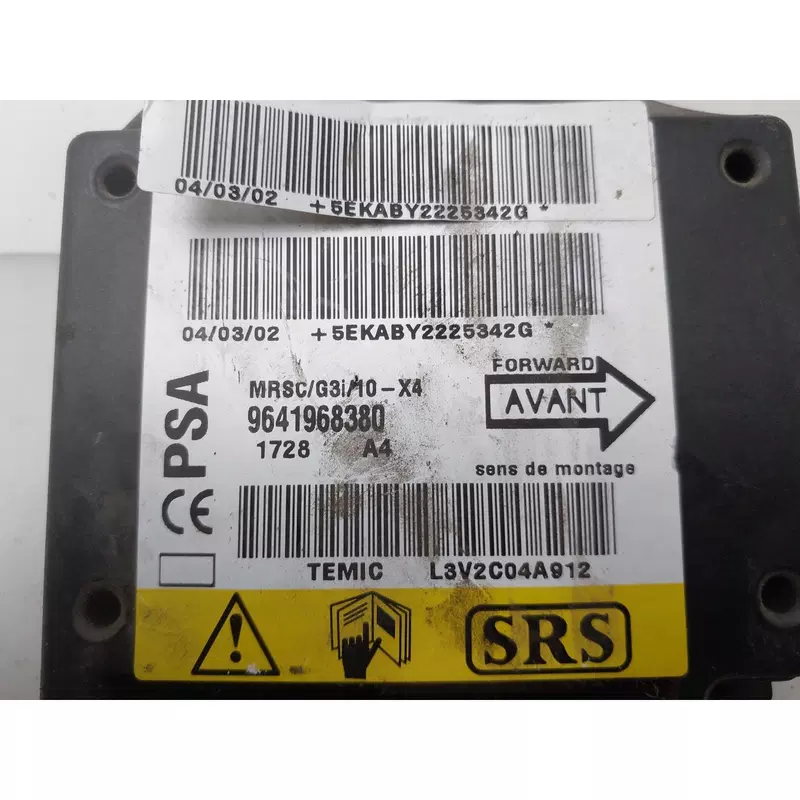 04/03/02 +5EKABY2225342G*
04/03/02 +5EKABY2225342G*
PSA
CE
MRSC/G3i/10-X4
9641968380
1728 A4
FORWARD
AVANT
sens de montage
TEMIC L3V2C04A912
SRS